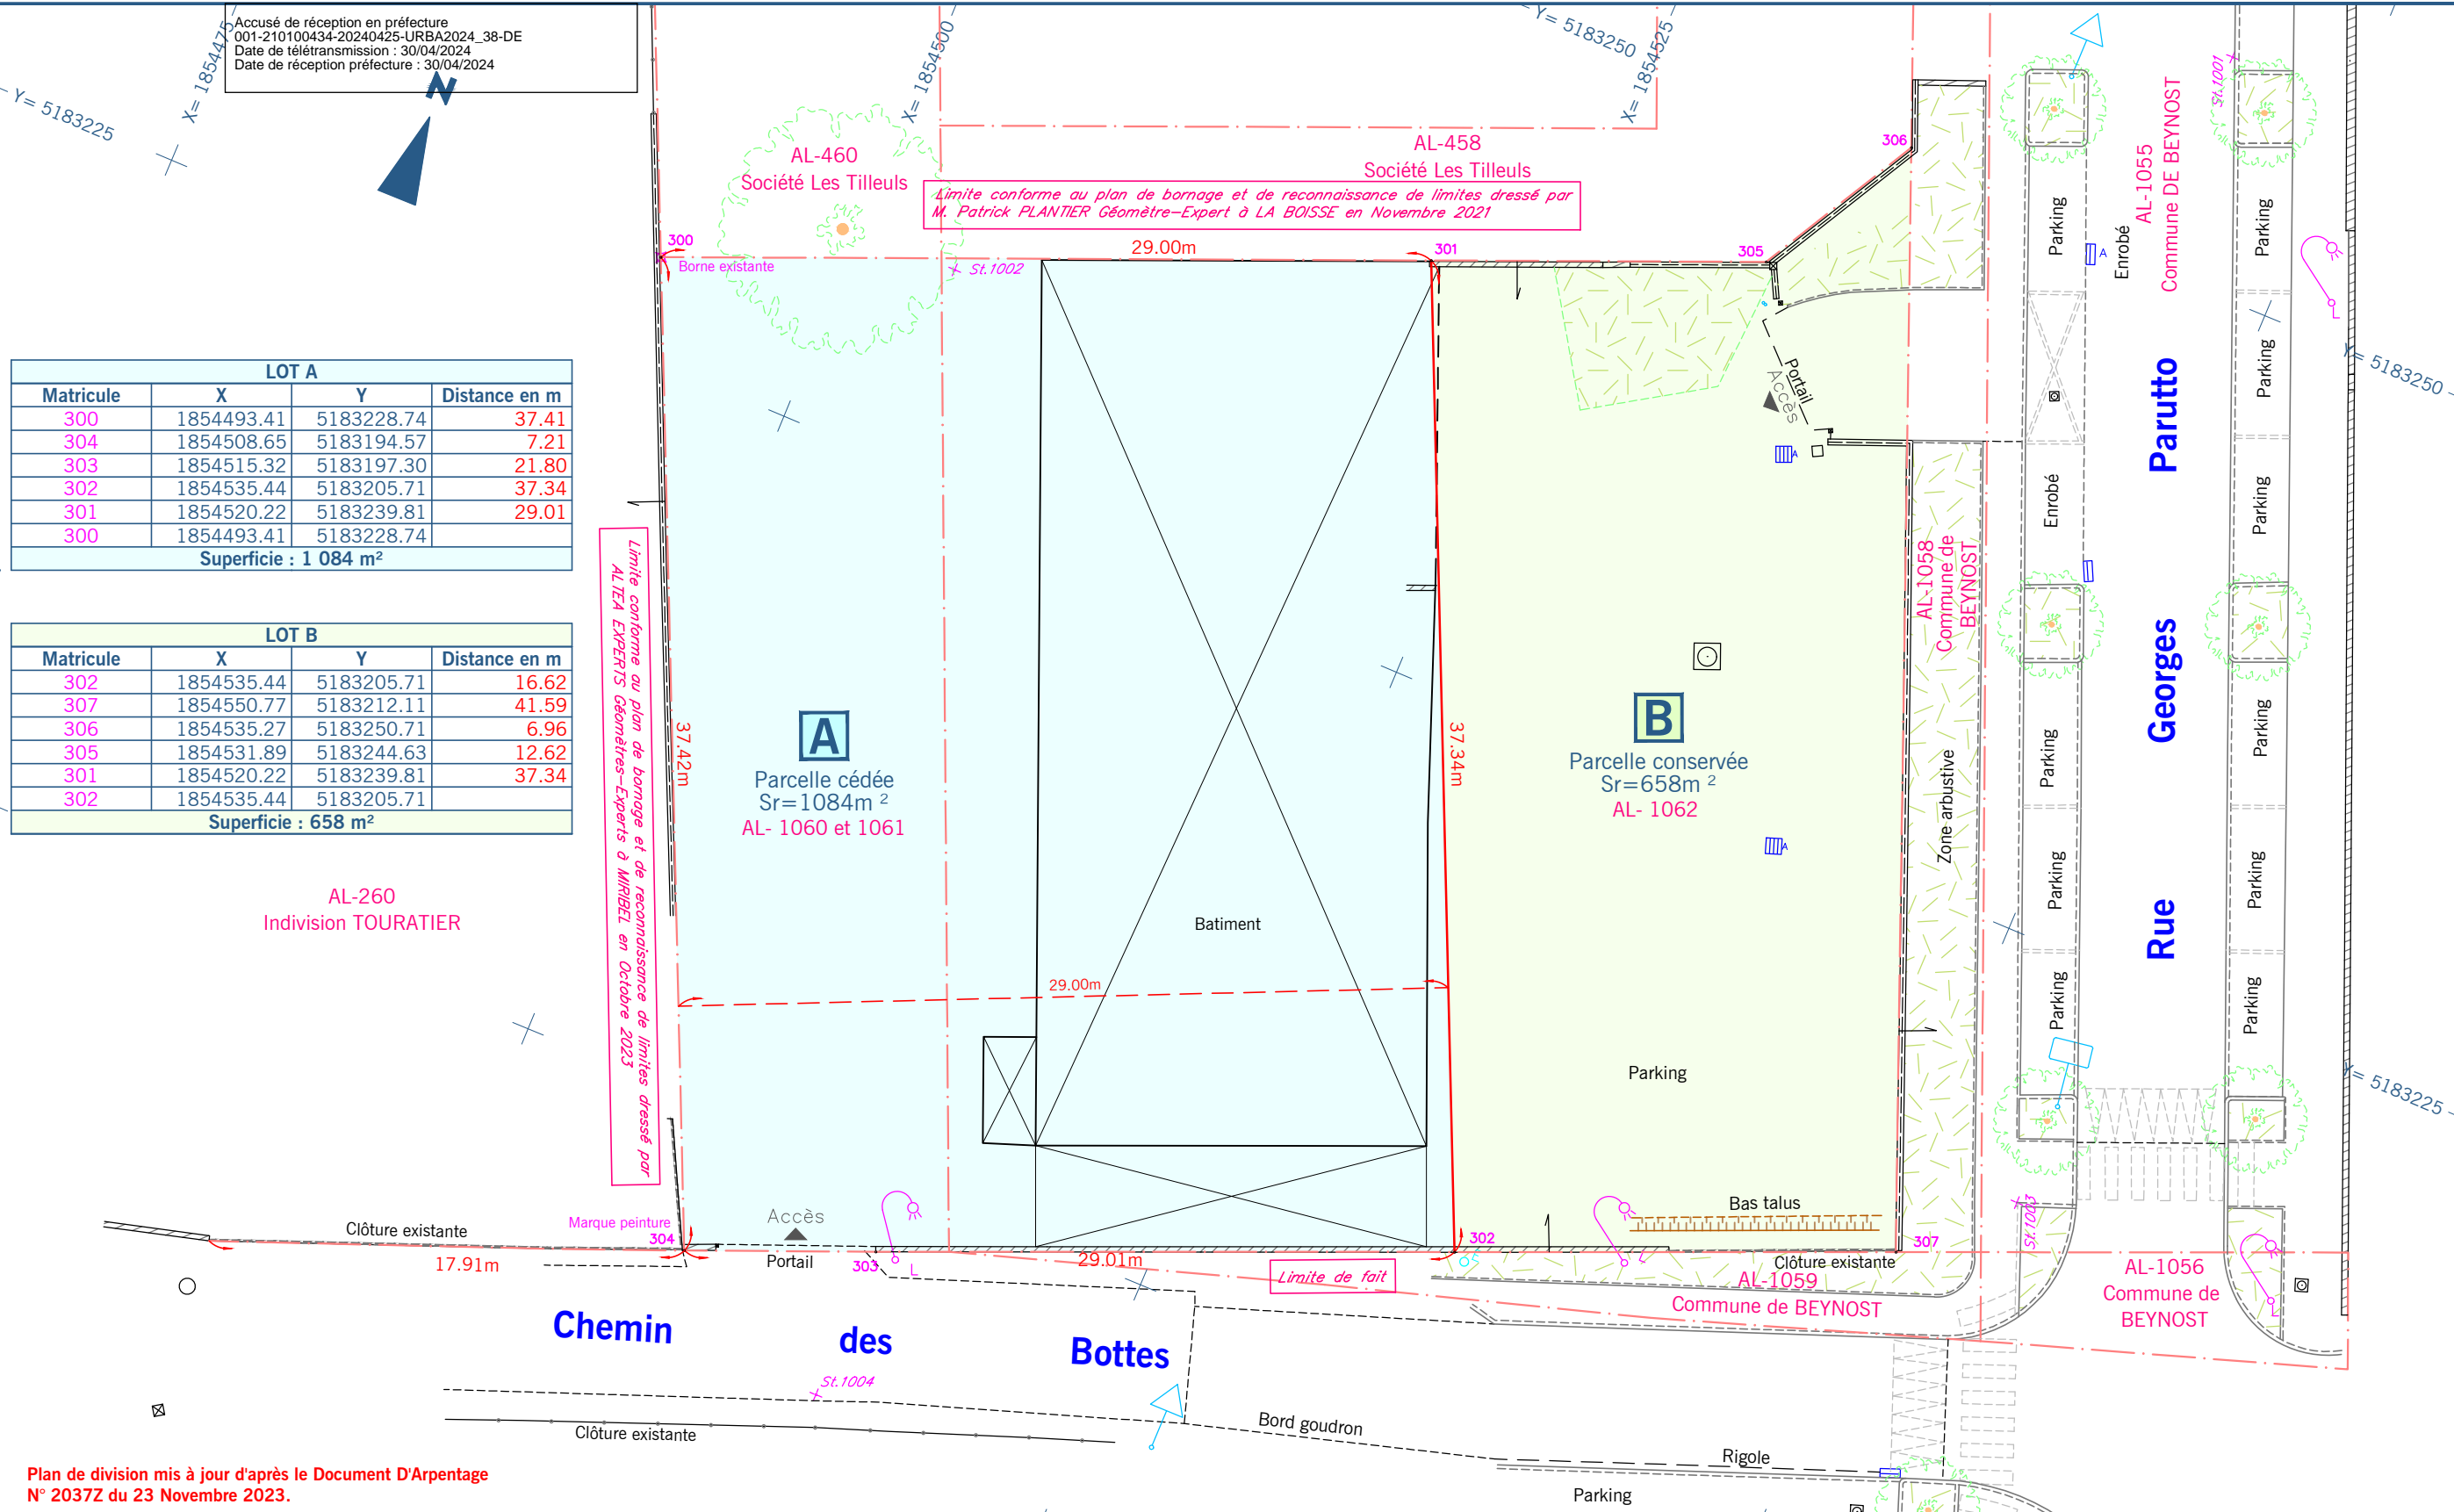 Accusé de réception en préfecture
001-210100434-20240425-URBA2024_38-DE
Date de télétransmission : 30/04/2024
Date de réception préfecture : 30/04/2024
Y= 5183225
X= 1854475
X= 1854500
Y= 5183250
X= 1854525
N
AL-460
Société Les Tilleuls
AL-458
Société Les Tilleuls
Limite conforme au plan de bornage et de reconnaissance de limites dressé par
M. Patrick PLANTIER Géomètre-Expert à LA BOISSE en Novembre 2021
300
Borne existante
St.1002
29.00m
301
305
306
St.1001
AL-1055
Commune DE BEYNOST
Parking
Enrobé
A
Parking
Y= 5183250
Portail
Accès
A
LOT A
Matricule X Y Distance en m
300 1854493.41 5183228.74 37.41
304 1854508.65 5183194.57 7.21
303 1854515.32 5183197.30 21.80
302 1854535.44 5183205.71 37.34
301 1854520.22 5183239.81 29.01
300 1854493.41 5183228.74
Superficie : 1 084 m²
LOT B
Matricule X Y Distance en m
302 1854535.44 5183205.71 16.62
307 1854550.77 5183212.11 41.59
306 1854535.27 5183250.71 6.96
305 1854531.89 5183244.63 12.62
301 1854520.22 5183239.81 37.34
302 1854535.44 5183205.71
Superficie : 658 m²
AL-260
Indivision TOURATIER
Limite conforme au plan de bornage et de reconnaissance de limites dressé par
ALTEA EXPERTS Géomètres-Experts à MIRIBEL en Octobre 2023
37.42m
A
Parcelle cédée
Sr=1084m ²
AL- 1060 et 1061
Batiment
29.00m
37.34m
B
Parcelle conservée
Sr=658m ²
AL- 1062
A
Parking
Bas talus
AL-1058
Commune de
BEYNOST
Zone arbustive
Enrobé
Parking
Parking
Parking
Parking
Parking
Parking
Parking
Parking
Rue Georges Parutto
Y= 5183225
Clôture existante
17.91m
Marque peinture
304
Accès
Portail
303
L
29.01m
Limite de fait
302
L
Clôture existante
307
AL-1059
Commune de BEYNOST
St.1003
AL-1056
Commune de
BEYNOST
L
L
Chemin des Bottes
St.1004
Clôture existante
Bord goudron
Rigole
Parking
Plan de division mis à jour d'après le Document D'Arpentage
N° 2037Z du 23 Novembre 2023.